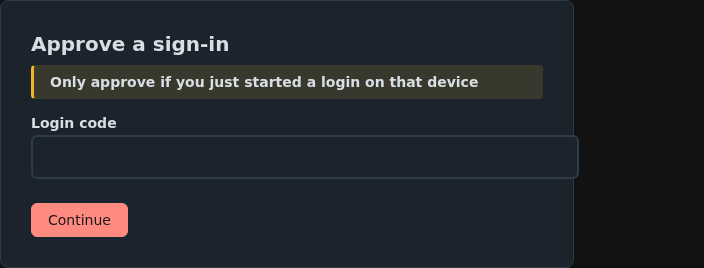 Approve a sign-in
Only approve if you just started a login on that device
Login code
Continue